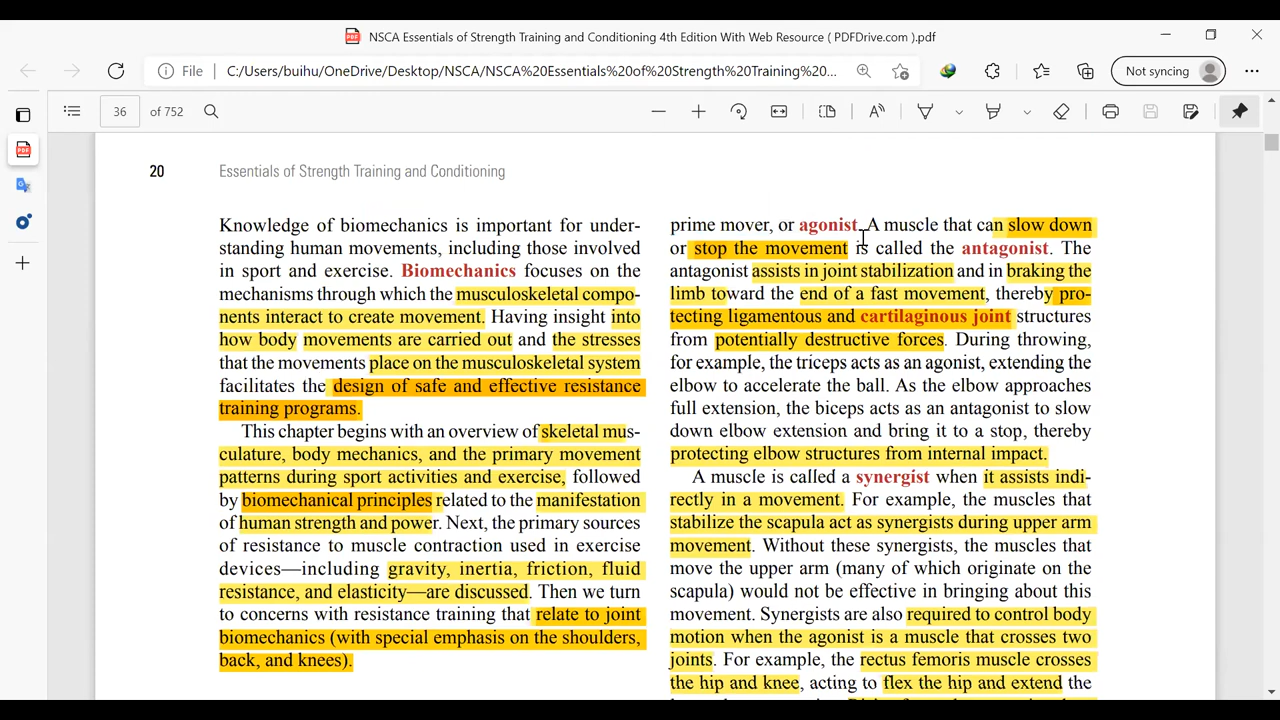 NSCA Essentials of Strength Training and Conditioning 4th Edition With Web Resource ( PDFDrive.com ).pdf
File
C:/Users/buihu/OneDrive/Desktop/NSCA/NSCA%20Essentials%20of%20Strength%20Training%20...
Not syncing
36 of 752
20 Essentials of Strength Training and Conditioning
Knowledge of biomechanics is important for under-
standing human movements, including those involved
in sport and exercise. Biomechanics focuses on the
mechanisms through which the musculoskeletal compo-
nents interact to create movement. Having insight into
how body movements are carried out and the stresses
that the movements place on the musculoskeletal system
facilitates the design of safe and effective resistance
training programs.
This chapter begins with an overview of skeletal mus-
culature, body mechanics, and the primary movement
patterns during sport activities and exercise, followed
by biomechanical principles related to the manifestation
of human strength and power. Next, the primary sources
of resistance to muscle contraction used in exercise
devices—including gravity, inertia, friction, fluid
resistance, and elasticity—are discussed. Then we turn
to concerns with resistance training that relate to joint
biomechanics (with special emphasis on the shoulders,
back, and knees).
prime mover, or agonist. A muscle that can slow down
or stop the movement is called the antagonist. The
antagonist assists in joint stabilization and in braking the
limb toward the end of a fast movement, thereby pro-
tecting ligamentous and cartilaginous joint structures
from potentially destructive forces. During throwing,
for example, the triceps acts as an agonist, extending the
elbow to accelerate the ball. As the elbow approaches
full extension, the biceps acts as an antagonist to slow
down elbow extension and bring it to a stop, thereby
protecting elbow structures from internal impact.
A muscle is called a synergist when it assists indi-
rectly in a movement. For example, the muscles that
stabilize the scapula act as synergists during upper arm
movement. Without these synergists, the muscles that
move the upper arm (many of which originate on the
scapula) would not be effective in bringing about this
movement. Synergists are also required to control body
motion when the agonist is a muscle that crosses two
joints. For example, the rectus femoris muscle crosses
the hip and knee, acting to flex the hip and extend the